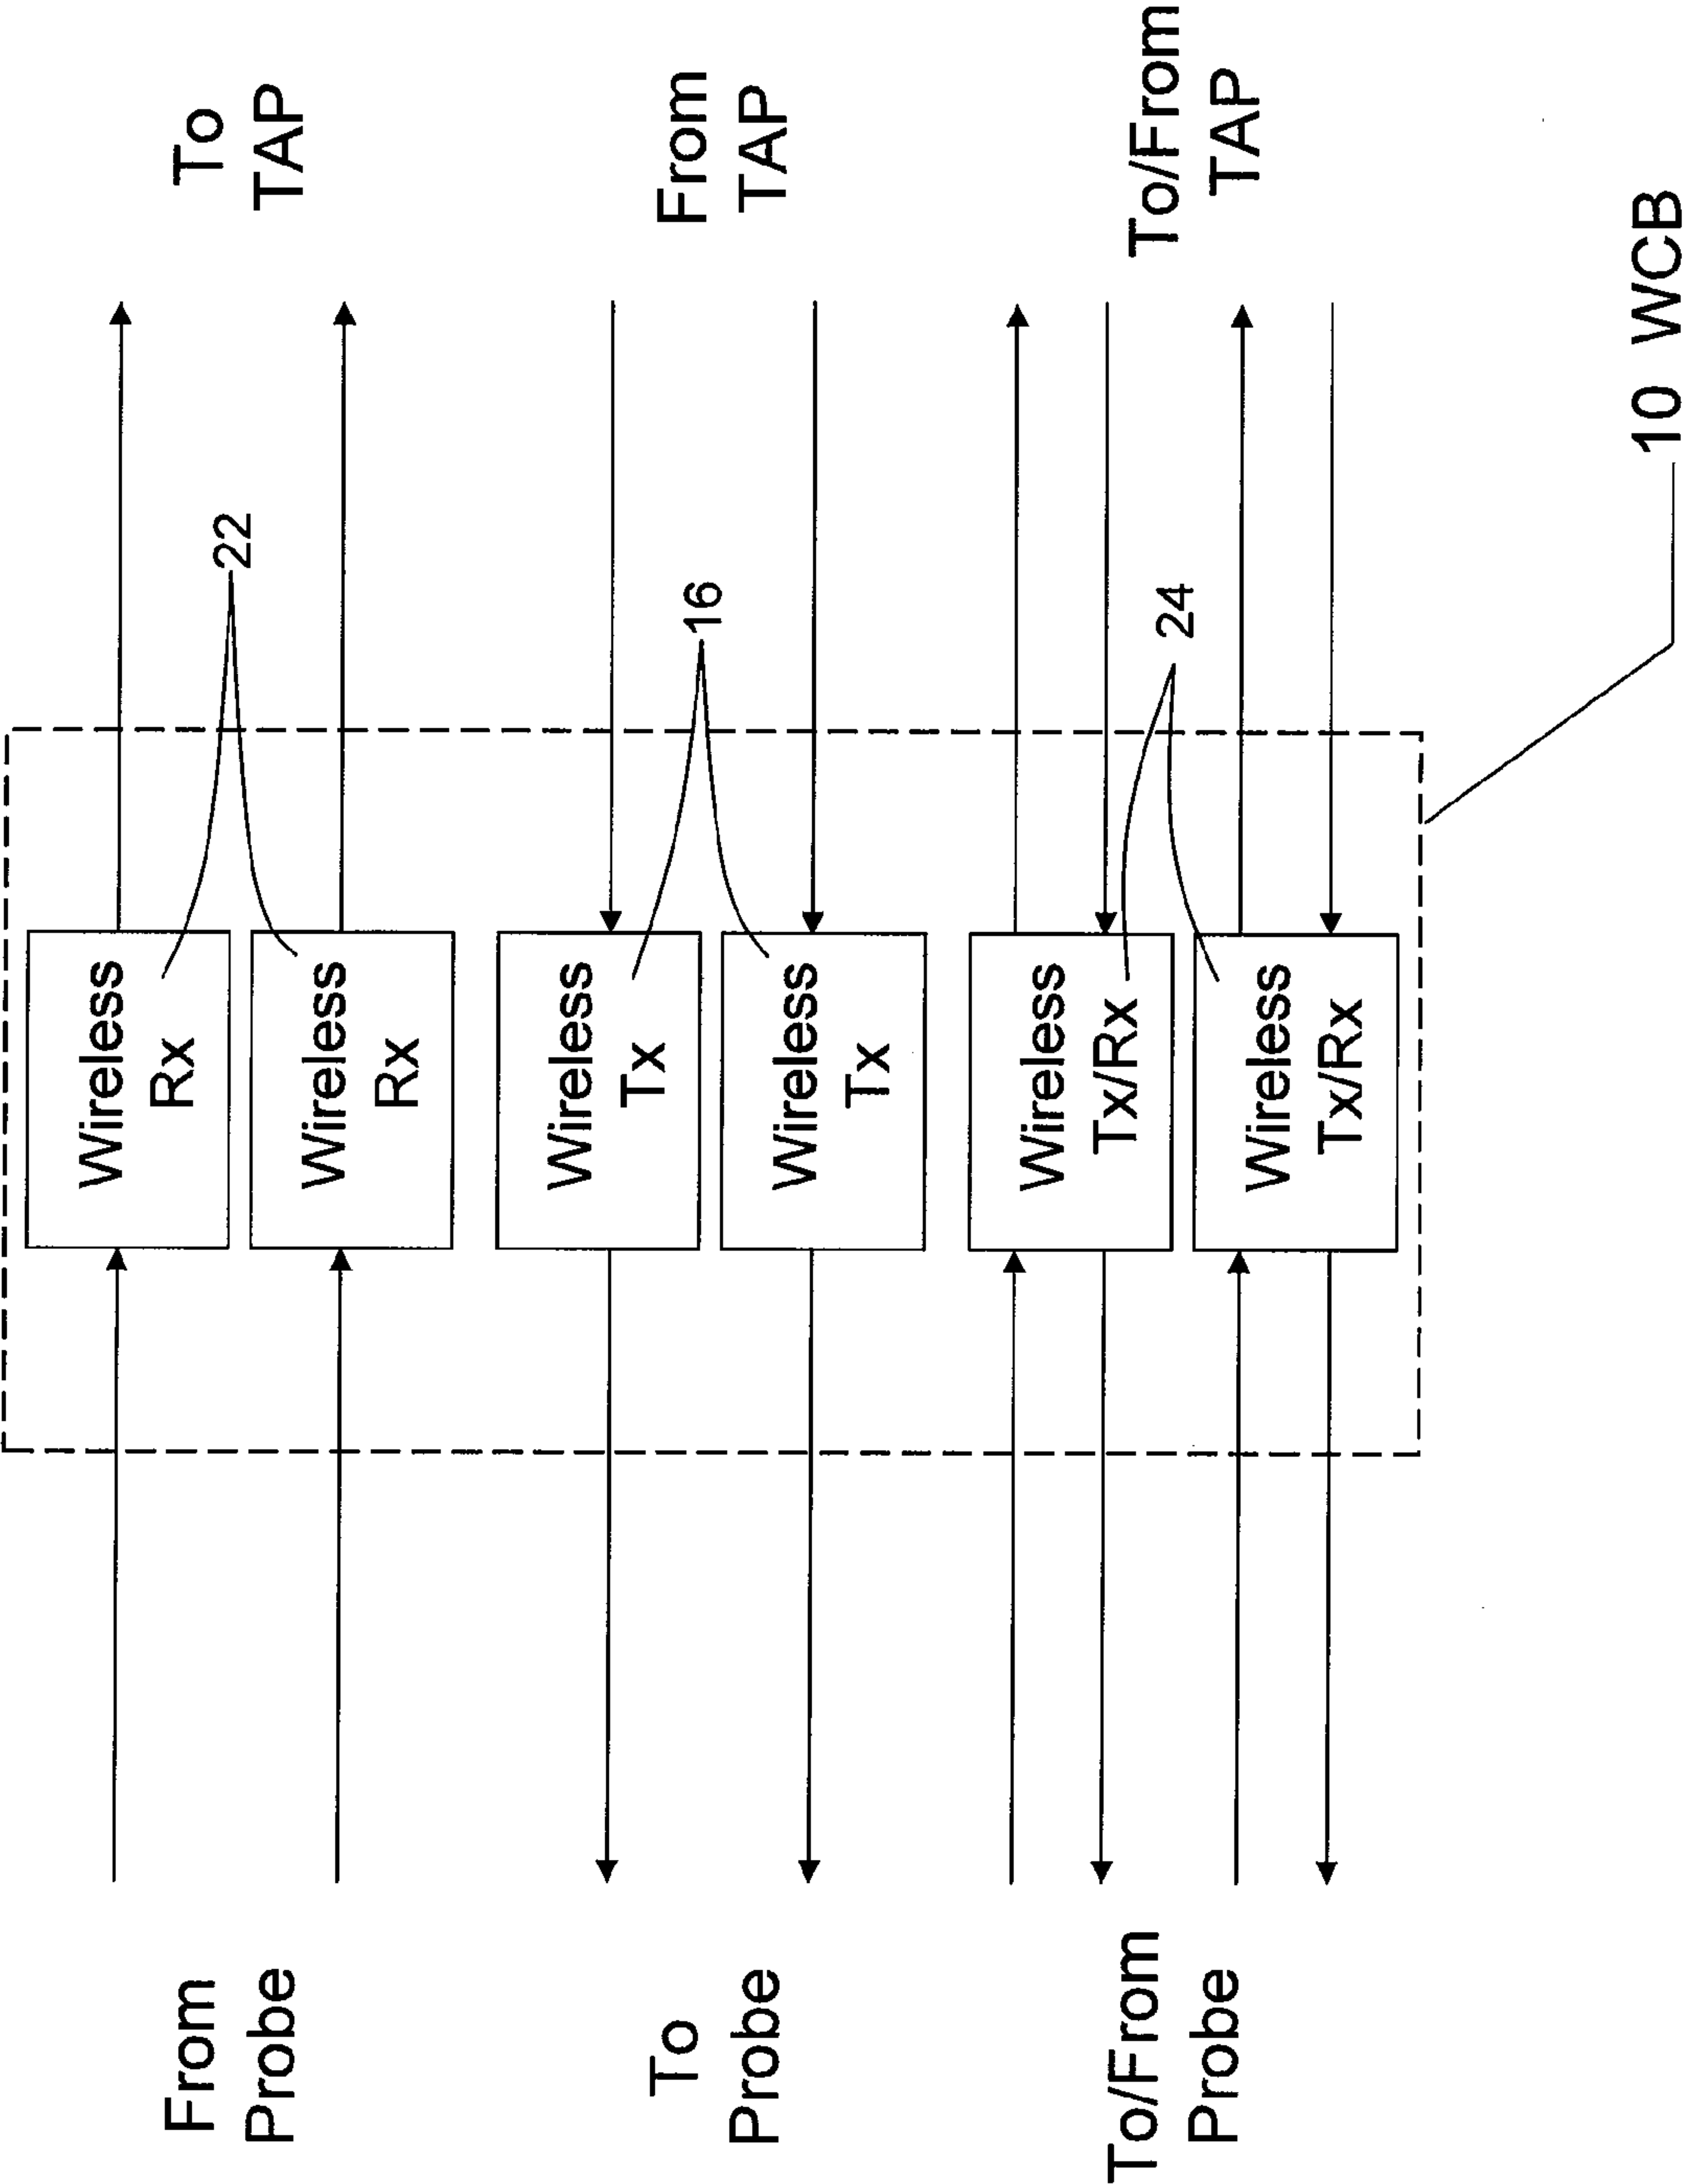 From
Probe
To
Probe
To/From
Probe
Wireless
Rx
Wireless
Rx
Wireless
Tx
Wireless
Tx
Wireless
Tx/Rx
Wireless
Tx/Rx
22
16
24
To
TAP
From
TAP
To/From
TAP
10 WCB